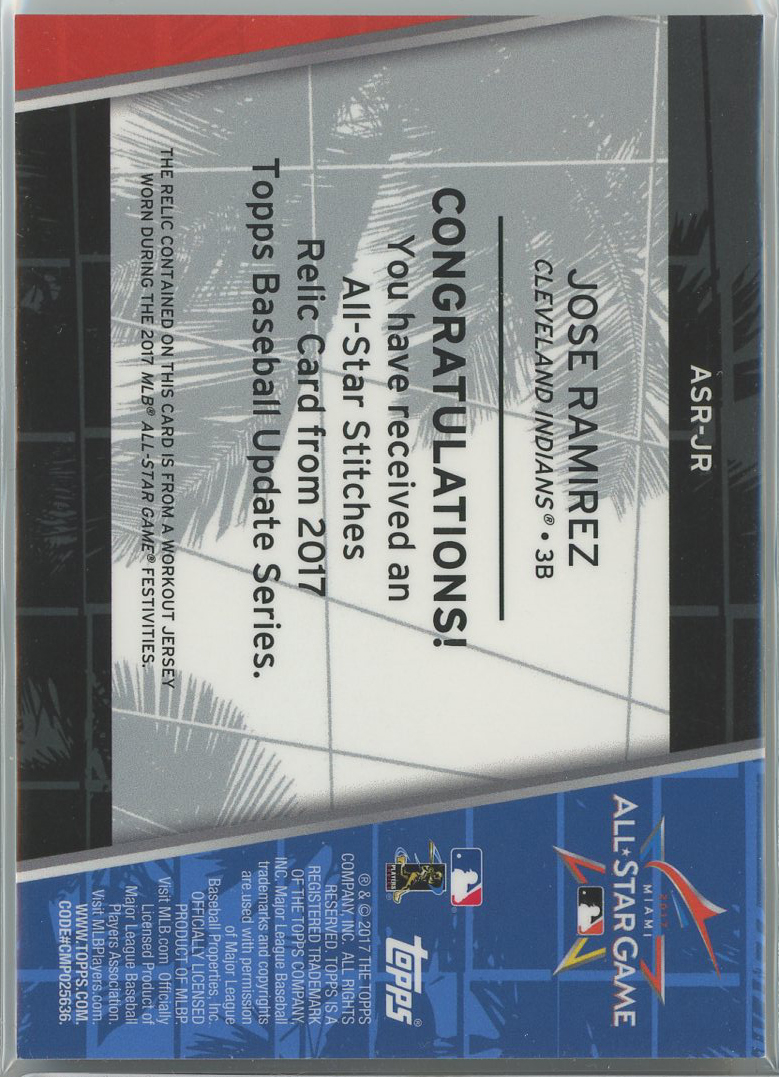 ASR-JR
JOSE RAMIREZ
CLEVELAND INDIANS® • 3B
CONGRATULATIONS!
You have received an
All-Star Stitches
Relic Card from 2017
Topps Baseball Update Series.
THE RELIC CONTAINED ON THIS CARD IS FROM A WORKOUT JERSEY
WORN DURING THE 2017 MLB® ALL-STAR GAME® FESTIVITIES.
2017
MIAMI
ALL★STAR GAME
topps®
® & © 2017 THE TOPPS
COMPANY, INC. ALL RIGHTS
RESERVED. TOPPS IS A
REGISTERED TRADEMARK
OF THE TOPPS COMPANY,
INC. Major League Baseball
trademarks and copyrights
are used with permission
of Major League
Baseball Properties, Inc.
OFFICIALLY LICENSED
PRODUCT OF MLBP.
Visit MLB.com Officially
Licensed Product of
Major League Baseball
Players Association.
Visit MLBPlayers.com.
WWW.TOPPS.COM.
CODE#CMP025636.